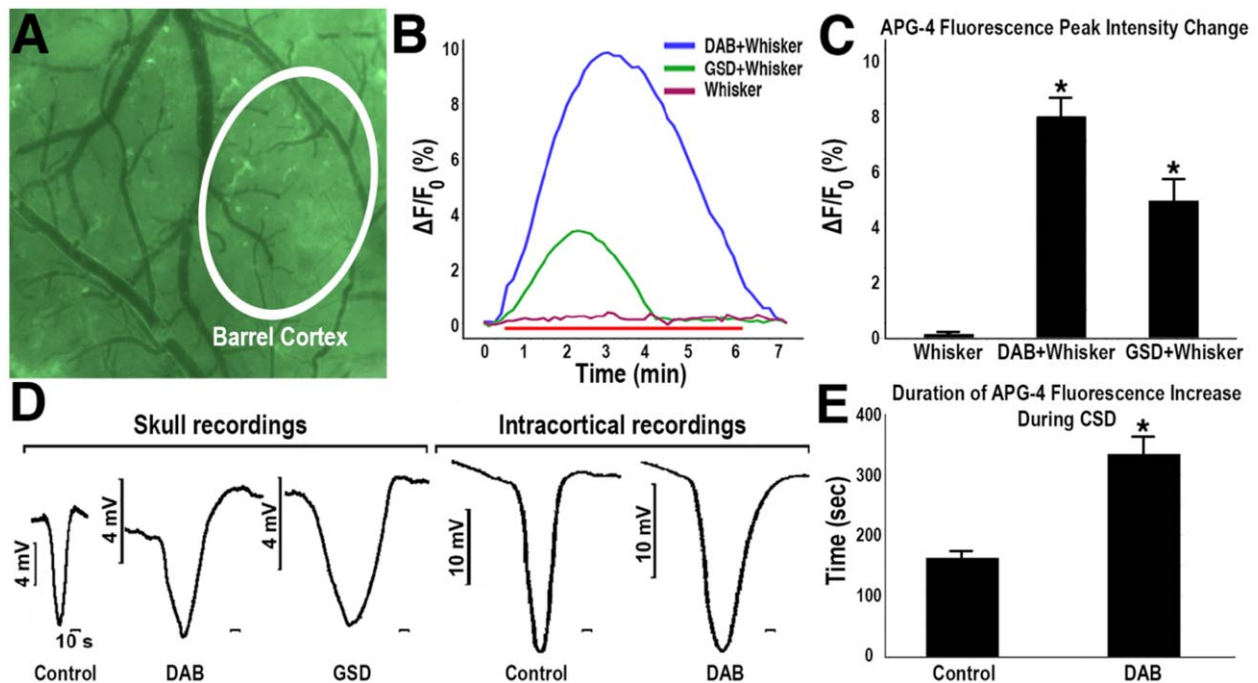 A
Barrel Cortex
B
ΔF/F0 (%)
10
8
6
4
2
0
DAB+Whisker
GSD+Whisker
Whisker
0 1 2 3 4 5 6 7
Time (min)
C
APG-4 Fluorescence Peak Intensity Change
ΔF/F0 (%)
10
8
6
4
2
0
*
*
Whisker DAB+Whisker GSD+Whisker
D
Skull recordings
Intracortical recordings
4 mV
4 mV
4 mV
10 mV
10 mV
10 s
Control DAB GSD Control DAB
E
Duration of APG-4 Fluorescence Increase
During CSD
Time (sec)
400
300
200
100
0
*
Control DAB